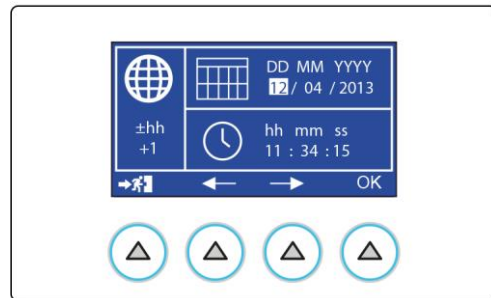 DD MM YYYY
12 / 04 / 2013
±hh
+1
hh mm ss
11 : 34 : 15
OK